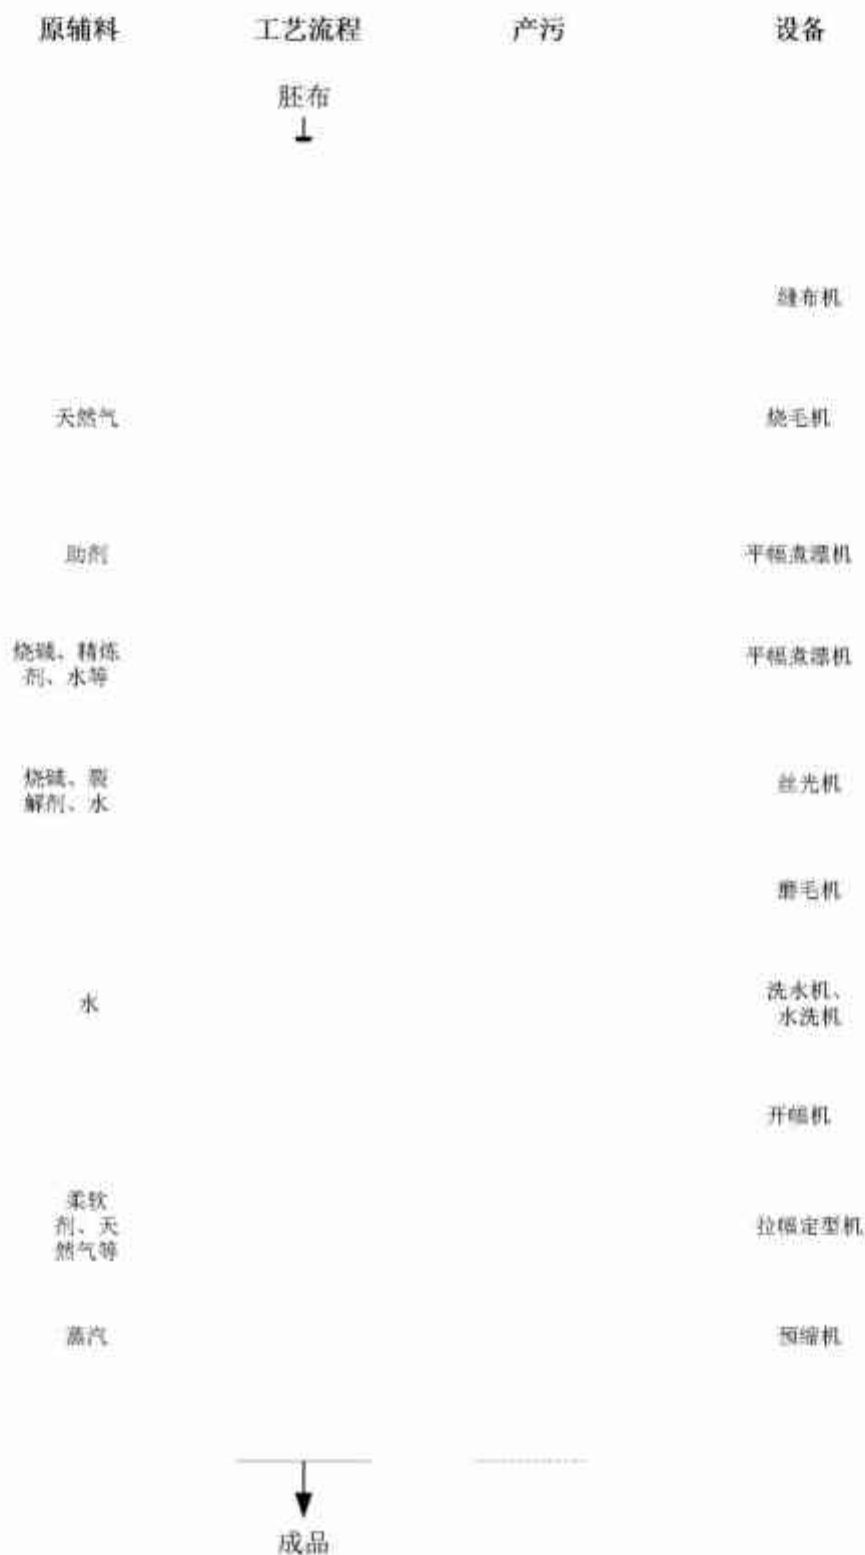 原辅料 工艺流程 产污 设备
胚布
缝布机
天然气 烧毛机
助剂 平幅煮漂机
烧碱、精炼
剂、水等
平幅煮漂机
烧碱、裂
解剂、水
丝光机
磨毛机
水
洗水机、
水洗机
开幅机
柔软
剂、天
然气等
拉幅定型机
蒸汽 预缩机
成品